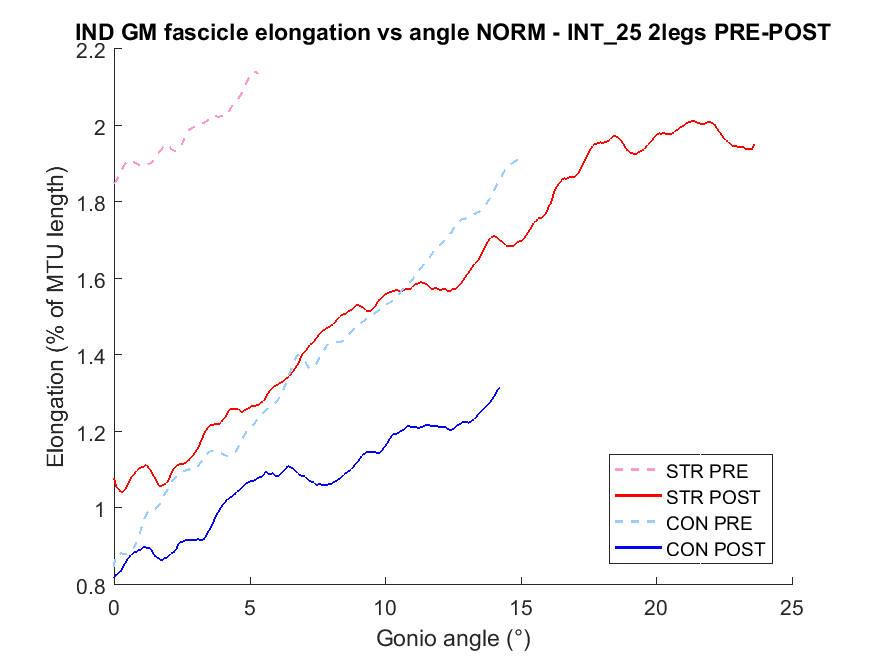 IND GM fascicle elongation vs angle NORM - INT_25 2legs PRE-POST
Elongation (% of MTU length)
2.2
2
1.8
1.6
1.4
1.2
1
0.8
0
5
10
15
20
25
Gonio angle (°)
STR PRE
STR POST
CON PRE
CON POST